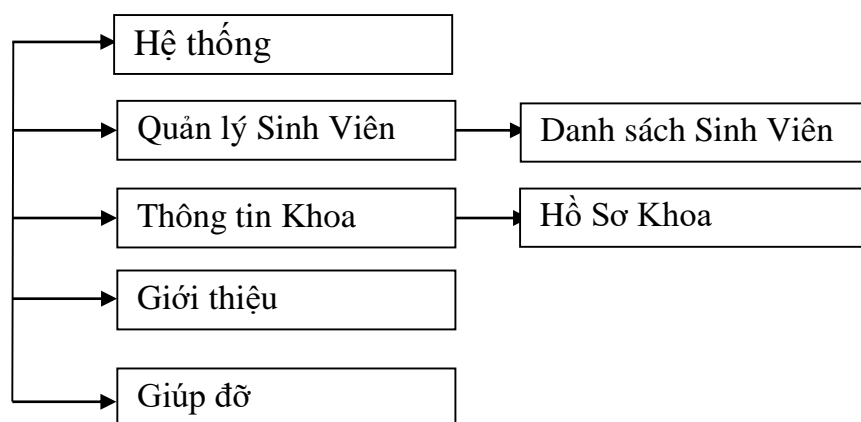 Hệ thống
Quản lý Sinh Viên
Danh sách Sinh Viên
Thông tin Khoa
Hồ Sơ Khoa
Giới thiệu
Giúp đỡ